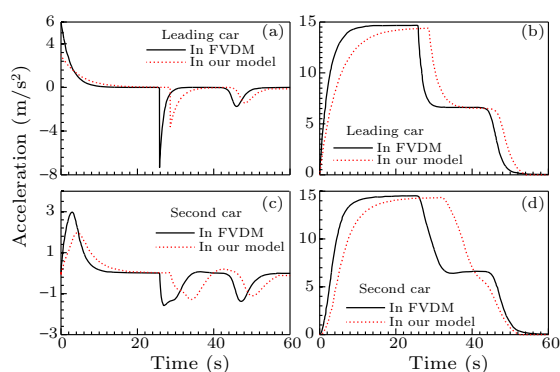 6
3
0
-4
-8
(a)
Leading car
In FVDM
In our model
15
10
5
0
(b)
Leading car
In FVDM
In our model
Acceleration (m/s²)
3
1
-1
-3
0
20
40
60
(c)
Second car
In FVDM
In our model
Time (s)
15
10
5
0
0
20
40
60
(d)
Second car
In FVDM
In our model
Time (s)